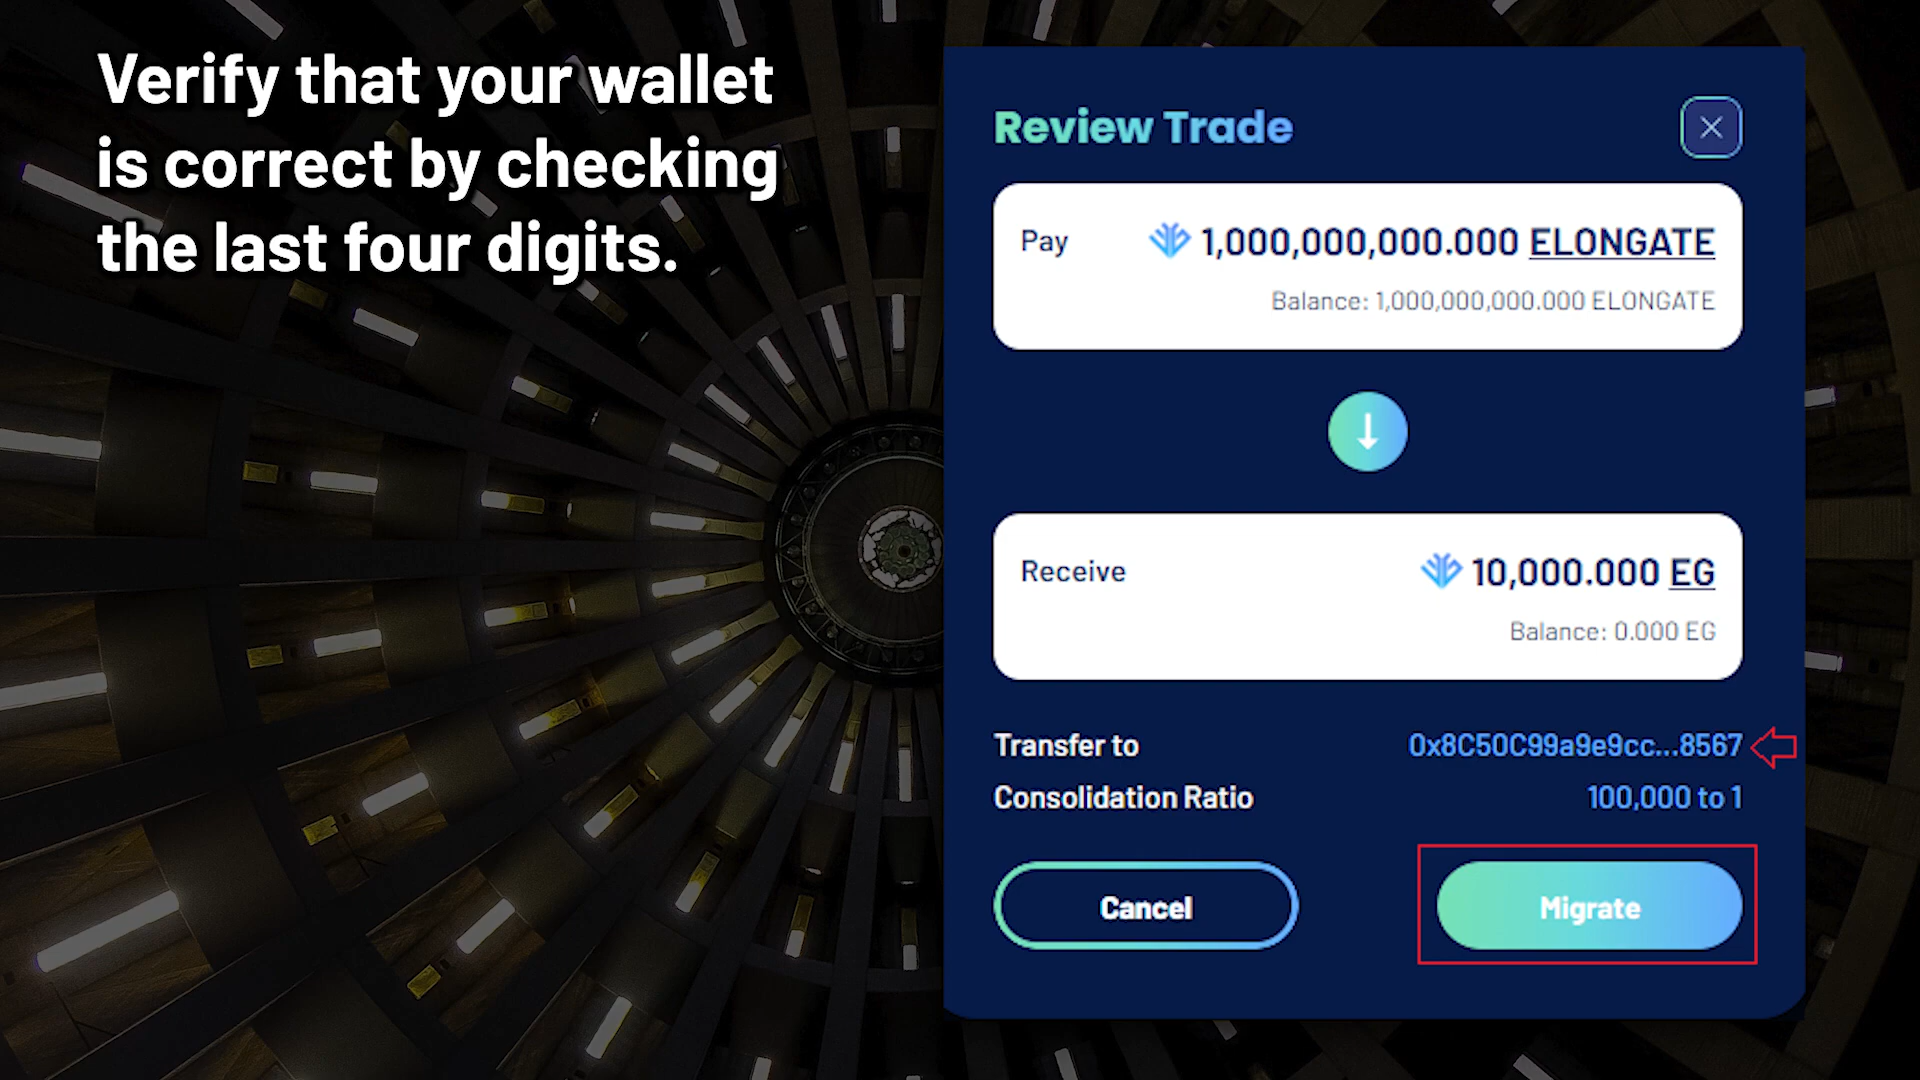 Verify that your wallet
is correct by checking
the last four digits.
Review Trade
Pay 1,000,000,000.000 ELONGATE
Balance: 1,000,000,000.000 ELONGATE
Receive 10,000.000 EG
Balance: 0.000 EG
Transfer to 0x8C50C99a9e9cc...8567
Consolidation Ratio 100,000 to 1
Cancel Migrate